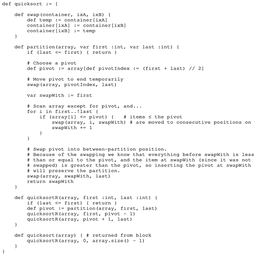 def quicksort := {

    def swap(container, ixA, ixB) {
        def temp := container[ixA]
        container[ixA] := container[ixB]
        container[ixB] := temp
    }

    def partition(array, var first :int, var last :int) {
        if (last <= first) { return }

        # Choose a pivot
        def pivot := array[def pivotIndex := (first + last) // 2]

        # Move pivot to end temporarily
        swap(array, pivotIndex, last)

        var swapWith := first

        # Scan array except for pivot, and...
        for i in first..!last {
            if (array[i] <= pivot) {   # items ≤ the pivot
                swap(array, i, swapWith) # are moved to consecutive positions on
                swapWith += 1
            }
        }

        # Swap pivot into between-partition position.
        # Because of the swapping we know that everything before swapWith is less
        # than or equal to the pivot, and the item at swapWith (since it was not
        # swapped) is greater than the pivot, so inserting the pivot at swapWith
        # will preserve the partition.
        swap(array, swapWith, last)
        return swapWith
    }

    def quicksortR(array, first :int, last :int) {
        if (last <= first) { return }
        def pivot := partition(array, first, last)
        quicksortR(array, first, pivot - 1)
        quicksortR(array, pivot + 1, last)
    }

    def quicksort(array) { # returned from block
        quicksortR(array, 0, array.size() - 1)
    }
}